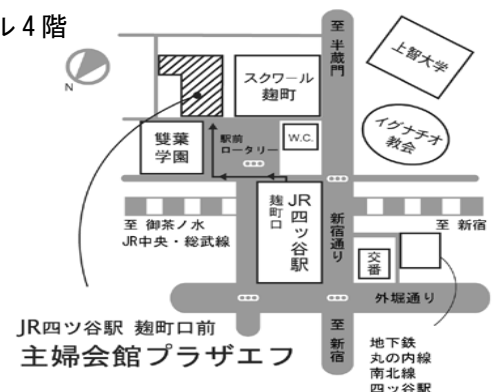 ル４階
至
半蔵門
上智大学
スクワール
麹町
N
イグナチオ
教会
雙葉
学園
駅前
ロータリー
W.C.
麹町口
JR四ツ谷駅
新宿通り
至 御茶ノ水
JR中央・総武線
至 新宿
交番
外堀通り
至
新宿
JR四ツ谷駅 麹町口前
主婦会館プラザエフ
地下鉄
丸の内線
南北線
四ッ谷駅